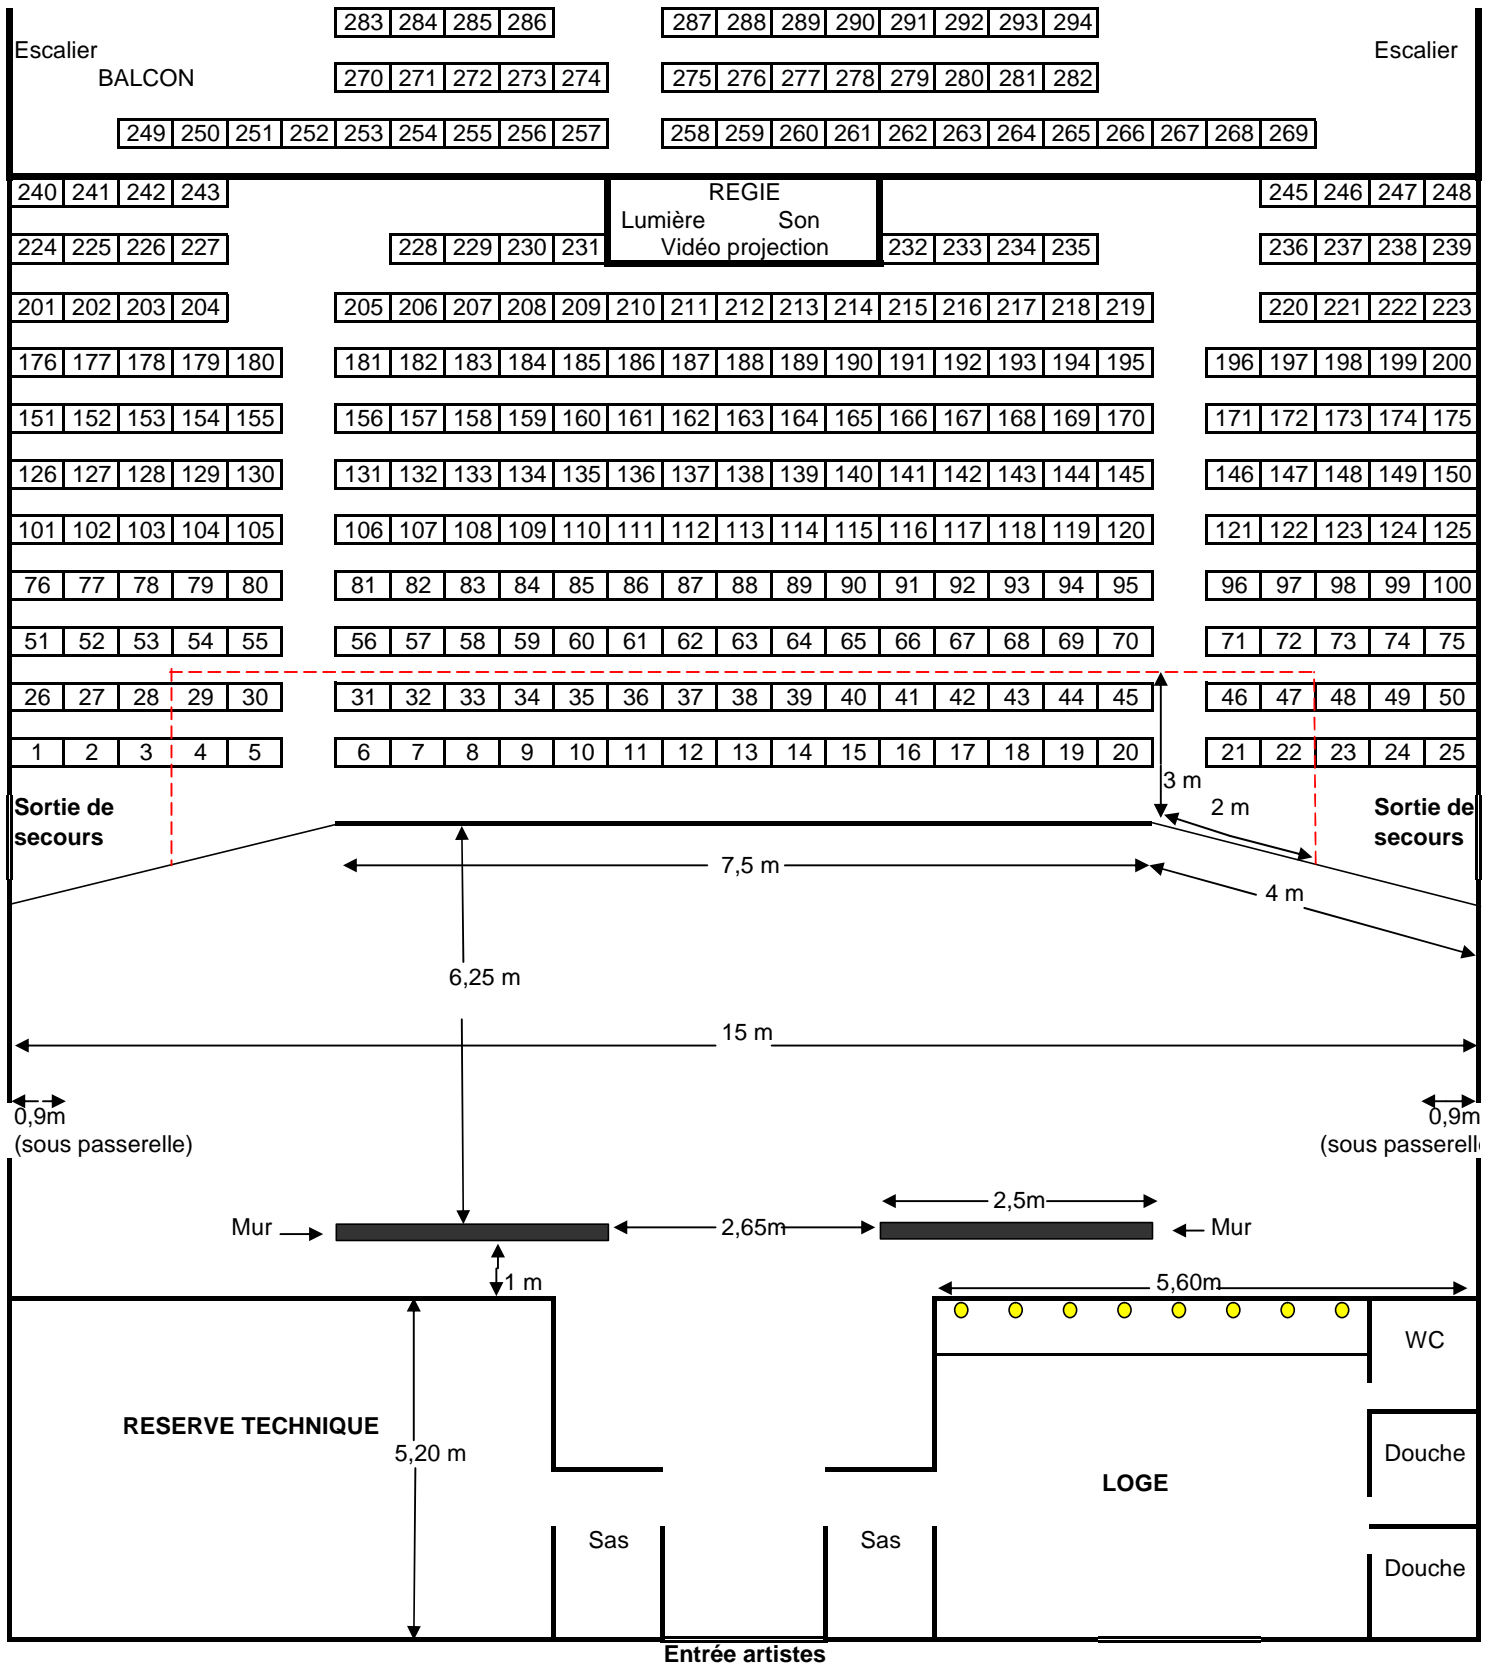 283 284 285 286 287 288 289 290 291 292 293 294
Escalier Escalier
BALCON 270 271 272 273 274 275 276 277 278 279 280 281 282
249 250 251 252 253 254 255 256 257 258 259 260 261 262 263 264 265 266 267 268 269
240 241 242 243 REGIE 245 246 247 248
Lumière Son
224 225 226 227 228 229 230 231 Vidéo projection 232 233 234 235 236 237 238 239
201 202 203 204 205 206 207 208 209 210 211 212 213 214 215 216 217 218 219 220 221 222 223
176 177 178 179 180 181 182 183 184 185 186 187 188 189 190 191 192 193 194 195 196 197 198 199 200
151 152 153 154 155 156 157 158 159 160 161 162 163 164 165 166 167 168 169 170 171 172 173 174 175
126 127 128 129 130 131 132 133 134 135 136 137 138 139 140 141 142 143 144 145 146 147 148 149 150
101 102 103 104 105 106 107 108 109 110 111 112 113 114 115 116 117 118 119 120 121 122 123 124 125
76 77 78 79 80 81 82 83 84 85 86 87 88 89 90 91 92 93 94 95 96 97 98 99 100
51 52 53 54 55 56 57 58 59 60 61 62 63 64 65 66 67 68 69 70 71 72 73 74 75
26 27 28 29 30 31 32 33 34 35 36 37 38 39 40 41 42 43 44 45 46 47 48 49 50
1 2 3 4 5 6 7 8 9 10 11 12 13 14 15 16 17 18 19 20 21 22 23 24 25
3 m
Sortie de 2 m Sortie de
secours secours
7,5 m
4 m
6,25 m
15 m
0,9m 0,9m
(sous passerelle) (sous passerelle
2,5m
Mur 2,65m Mur
1 m 5,60m
WC
RESERVE TECHNIQUE
5,20 m Douche
LOGE
Sas Sas
Douche
Entrée artistes